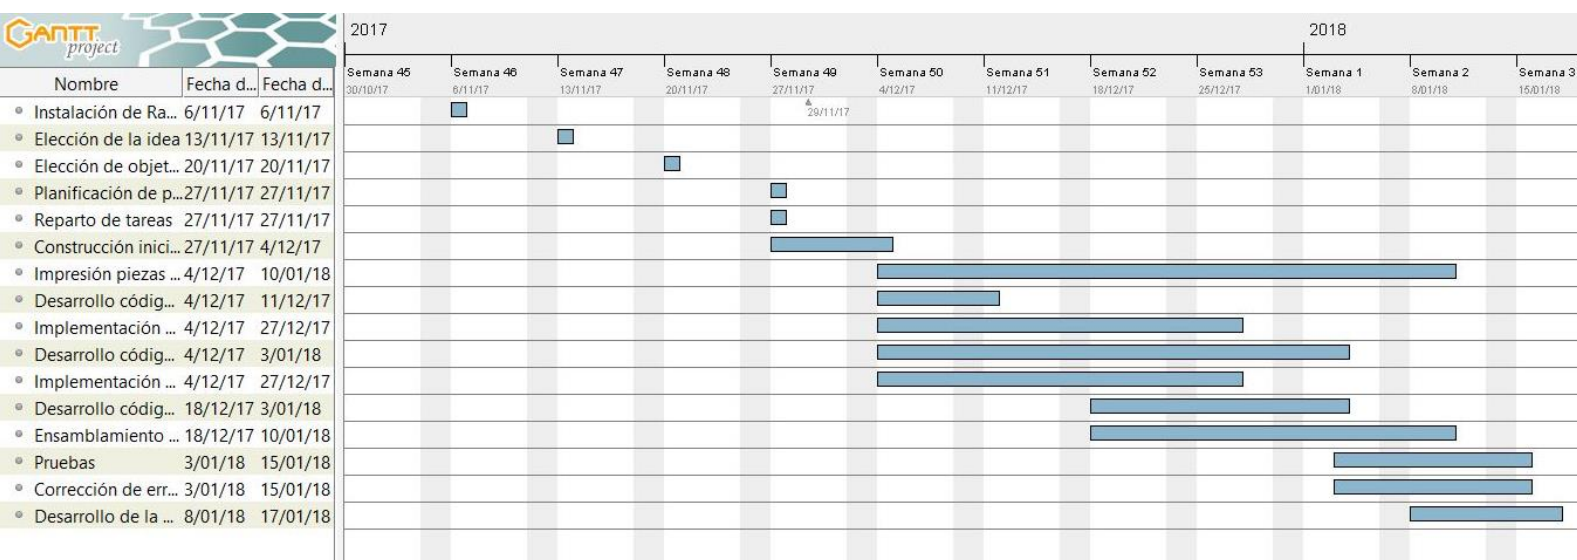 GANTT
project
2017
2018
Nombre Fecha d... Fecha d...
Semana 45 Semana 46 Semana 47 Semana 48 Semana 49 Semana 50 Semana 51 Semana 52 Semana 53 Semana 1 Semana 2 Semana 3
30/10/17 6/11/17 13/11/17 20/11/17 27/11/17 4/12/17 11/12/17 18/12/17 25/12/17 1/01/18 8/01/18 15/01/18
29/11/17
Instalación de Ra... 6/11/17 6/11/17
Elección de la idea 13/11/17 13/11/17
Elección de objet... 20/11/17 20/11/17
Planificación de p... 27/11/17 27/11/17
Reparto de tareas 27/11/17 27/11/17
Construcción inici... 27/11/17 4/12/17
Impresión piezas ... 4/12/17 10/01/18
Desarrollo códig... 4/12/17 11/12/17
Implementación ... 4/12/17 27/12/17
Desarrollo códig... 4/12/17 3/01/18
Implementación ... 4/12/17 27/12/17
Desarrollo códig... 18/12/17 3/01/18
Ensamblamiento ... 18/12/17 10/01/18
Pruebas 3/01/18 15/01/18
Corrección de err... 3/01/18 15/01/18
Desarrollo de la ... 8/01/18 17/01/18